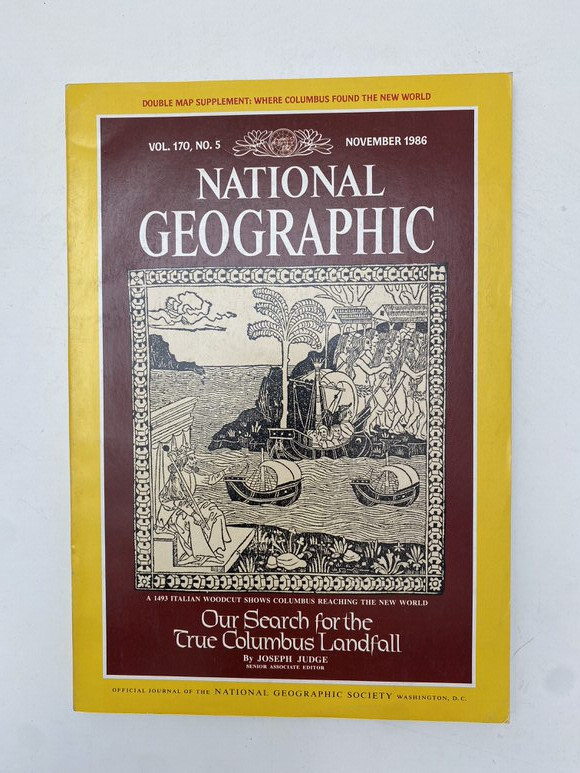 DOUBLE MAP SUPPLEMENT: WHERE COLUMBUS FOUND THE NEW WORLD
VOL. 170, NO. 5 NOVEMBER 1986
NATIONAL
GEOGRAPHIC
A 1493 ITALIAN WOODCUT SHOWS COLUMBUS REACHING THE NEW WORLD
Our Search for the
True Columbus Landfall
By JOSEPH JUDGE
SENIOR ASSOCIATE EDITOR
OFFICIAL JOURNAL OF THE NATIONAL GEOGRAPHIC SOCIETY WASHINGTON, D.C.